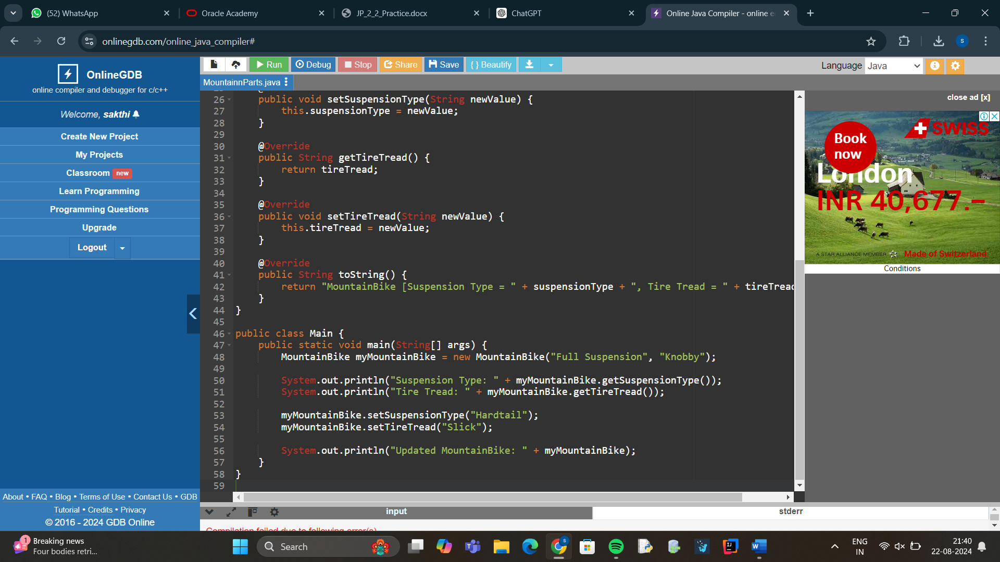 (52) WhatsApp
Oracle Academy
JP_2_2_Practice.docx
ChatGPT
Online Java Compiler - online e
onlinegdb.com/online_java_compiler#
S
OnlineGDB
online compiler and debugger for c/c++
Welcome, sakthi
Create New Project
My Projects
Classroom new
Learn Programming
Programming Questions
Upgrade
Logout
About • FAQ • Blog • Terms of Use • Contact Us • GDB
Tutorial • Credits • Privacy
© 2016 - 2024 GDB Online
Run
Debug
Stop
Share
Save
{ } Beautify
Language Java
MountainnParts.java
26 public void setSuspensionType(String newValue) {
27 this.suspensionType = newValue;
28 }
29
30 @Override
31 public String getTireTread() {
32 return tireTread;
33 }
34
35 @Override
36 public void setTireTread(String newValue) {
37 this.tireTread = newValue;
38 }
39
40 @Override
41 public String toString() {
42 return "MountainBike [Suspension Type = " + suspensionType + ", Tire Tread = " + tireTread
43 }
44 }
45
46 public class Main {
47 public static void main(String[] args) {
48 MountainBike myMountainBike = new MountainBike("Full Suspension", "Knobby");
49
50 System.out.println("Suspension Type: " + myMountainBike.getSuspensionType());
51 System.out.println("Tire Tread: " + myMountainBike.getTireTread());
52
53 myMountainBike.setSuspensionType("Hardtail");
54 myMountainBike.setTireTread("Slick");
55
56 System.out.println("Updated MountainBike: " + myMountainBike);
57 }
58 }
59
input
stderr
Compilation failed due to following error(s).
close ad [x]
SWISS
Book
now
London
INR 40,677.–
A STAR ALLIANCE MEMBER
Made of Switzerland.
Conditions
1
Breaking news
Four bodies retri...
Search
ENG
IN
21:40
22-08-2024